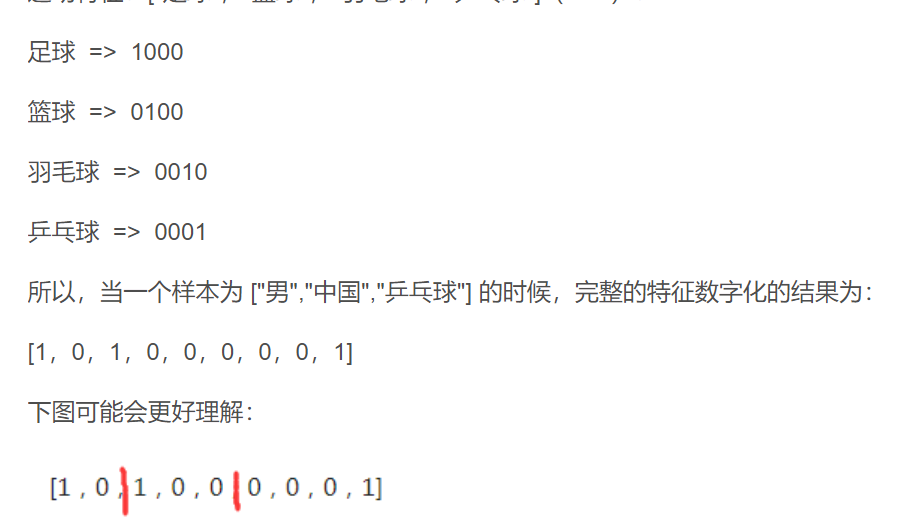 足球 => 1000
篮球 => 0100
羽毛球 => 0010
乒乓球 => 0001
所以，当一个样本为 ["男","中国","乒乓球"] 的时候，完整的特征数字化的结果为：
[1，0，1，0，0，0，0，0，1]
下图可能会更好理解：
[1 , 0 , 1 , 0 , 0 , 0 , 0 , 0 , 1]